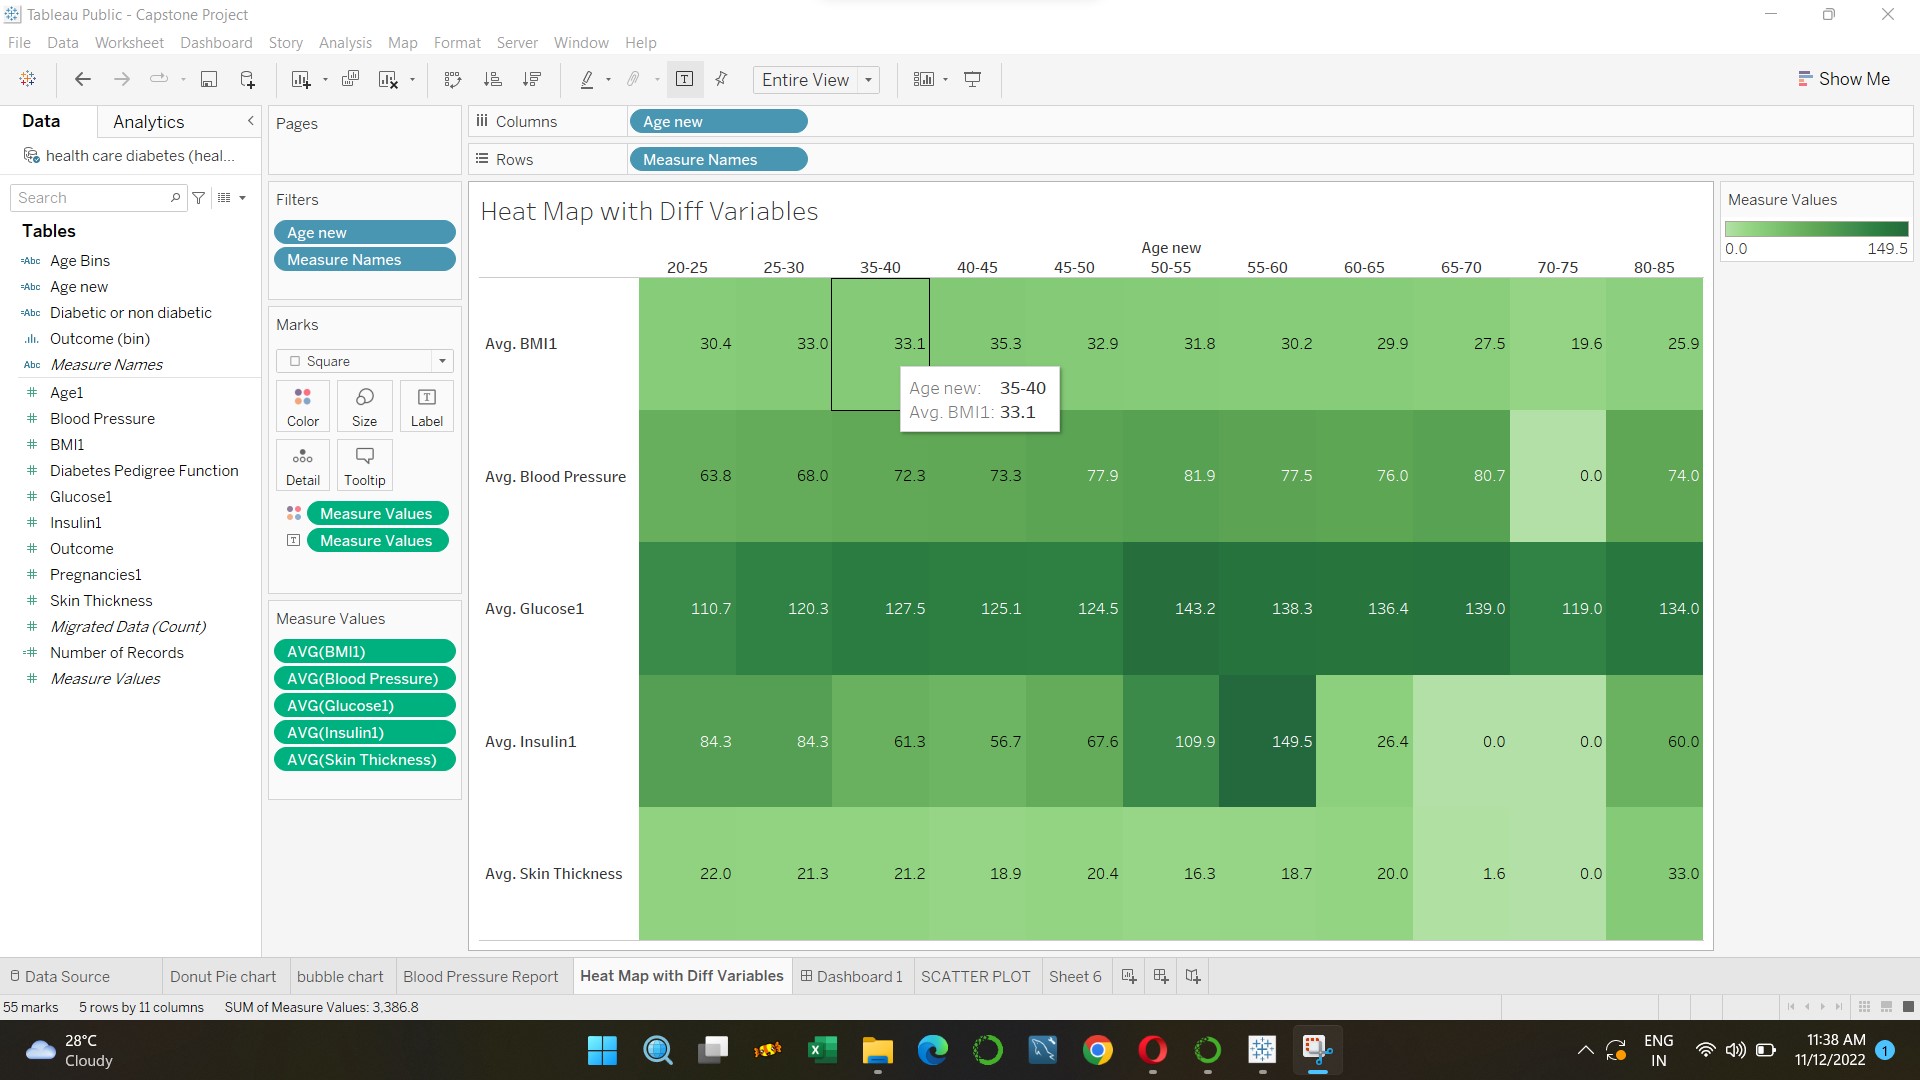 Tableau Public - Capstone Project
File Data Worksheet Dashboard Story Analysis Map Format Server Window Help
Entire View
Show Me
Data Analytics
health care diabetes (heal...
Search
Tables
Abc Age Bins
Abc Age new
Abc Diabetic or non diabetic
Outcome (bin)
Abc Measure Names
# Age1
# Blood Pressure
# BMI1
# Diabetes Pedigree Function
# Glucose1
# Insulin1
# Outcome
# Pregnancies1
# Skin Thickness
# Migrated Data (Count)
=# Number of Records
# Measure Values
Pages
Filters
Age new
Measure Names
Marks
Square
Color Size Label
Detail Tooltip
Measure Values
T Measure Values
Measure Values
AVG(BMI1)
AVG(Blood Pressure)
AVG(Glucose1)
AVG(Insulin1)
AVG(Skin Thickness)
Columns Age new
Rows Measure Names
Heat Map with Diff Variables
Age new
20-25 25-30 35-40 40-45 45-50 50-55 55-60 60-65 65-70 70-75 80-85
Avg. BMI1 30.4 33.0 33.1 35.3 32.9 31.8 30.2 29.9 27.5 19.6 25.9
Age new: 35-40
Avg. BMI1: 33.1
Avg. Blood Pressure 63.8 68.0 72.3 73.3 77.9 81.9 77.5 76.0 80.7 0.0 74.0
Avg. Glucose1 110.7 120.3 127.5 125.1 124.5 143.2 138.3 136.4 139.0 119.0 134.0
Avg. Insulin1 84.3 84.3 61.3 56.7 67.6 109.9 149.5 26.4 0.0 0.0 60.0
Avg. Skin Thickness 22.0 21.3 21.2 18.9 20.4 16.3 18.7 20.0 1.6 0.0 33.0
Measure Values
0.0 149.5
Data Source Donut Pie chart bubble chart Blood Pressure Report Heat Map with Diff Variables Dashboard 1 SCATTER PLOT Sheet 6
55 marks 5 rows by 11 columns SUM of Measure Values: 3,386.8
28°C
Cloudy
ENG
IN
11:38 AM
11/12/2022
1